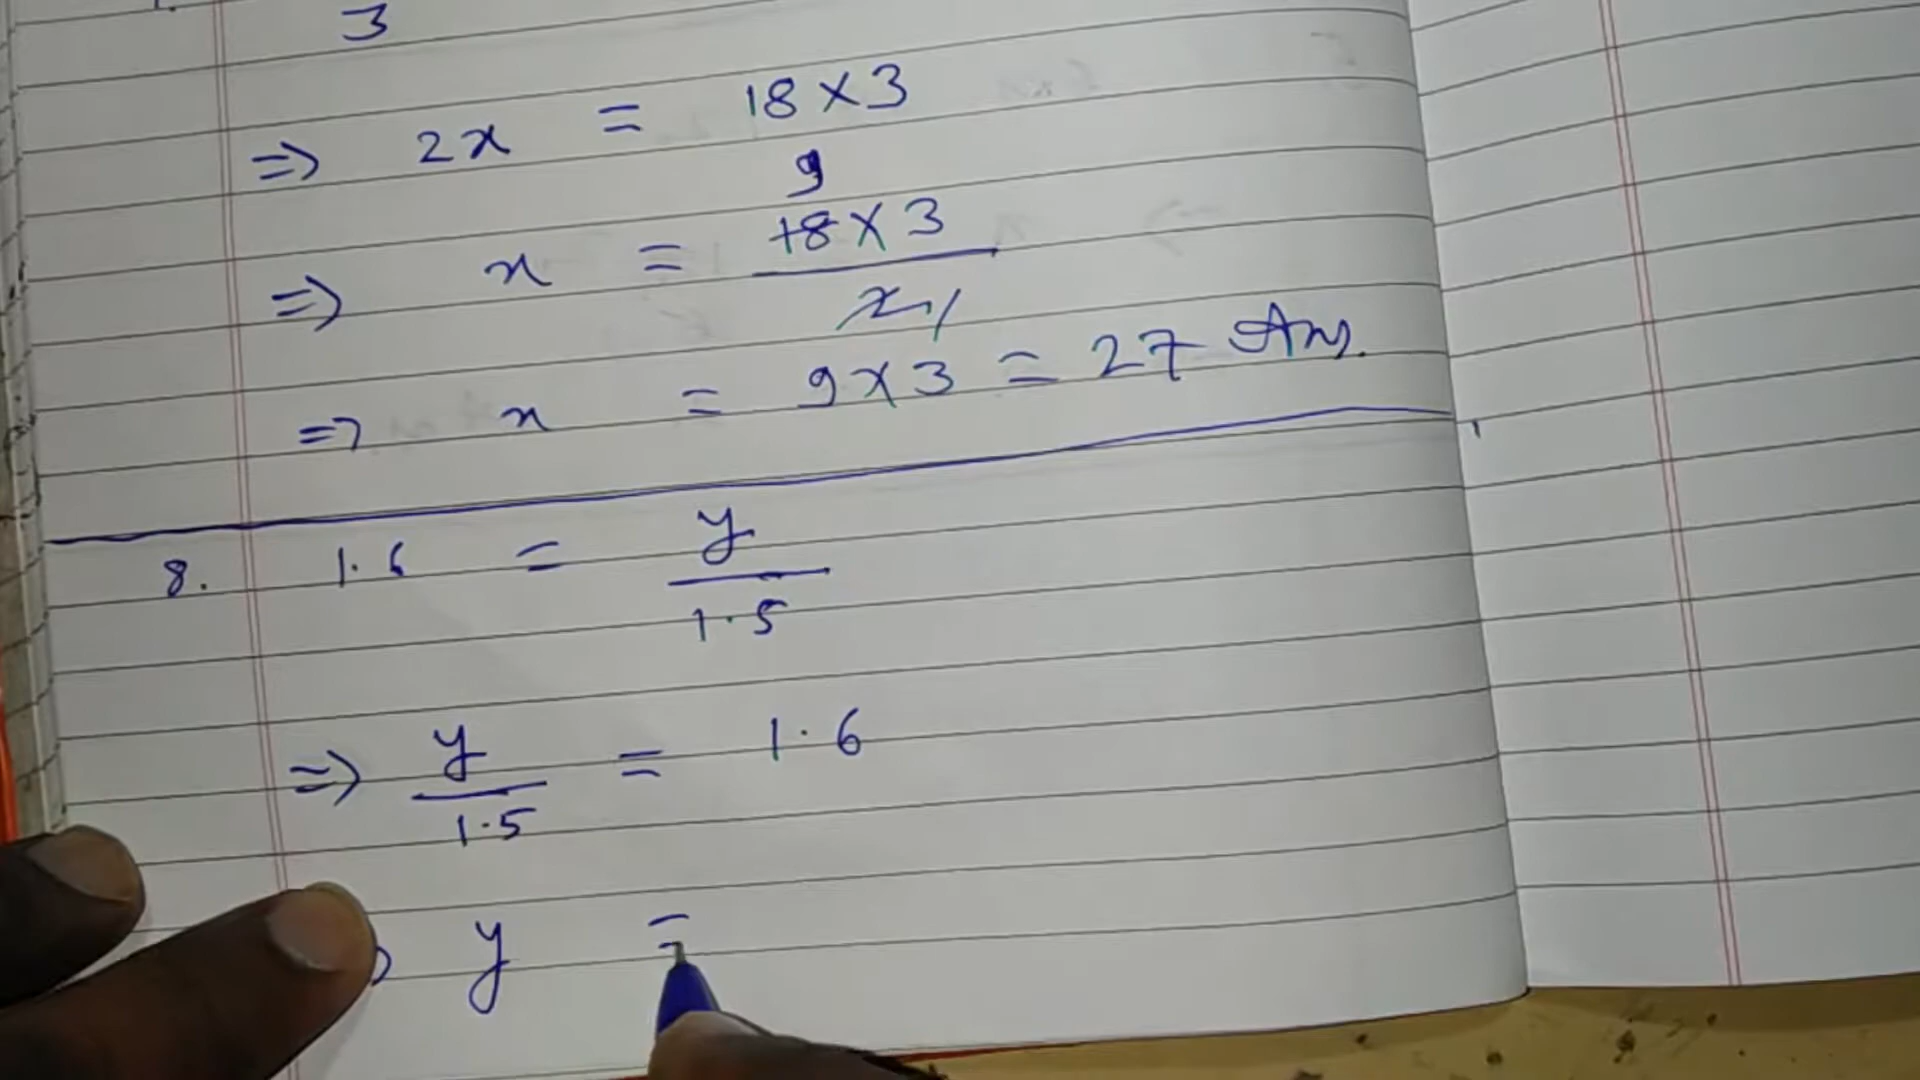 3
⇒ 2x = 18 × 3
9
⇒ x = 18 × 3
2 1
⇒ x = 9 × 3 = 27 Ans.
8. 1.6 = y
1.5
⇒ y = 1.6
1.5
y =